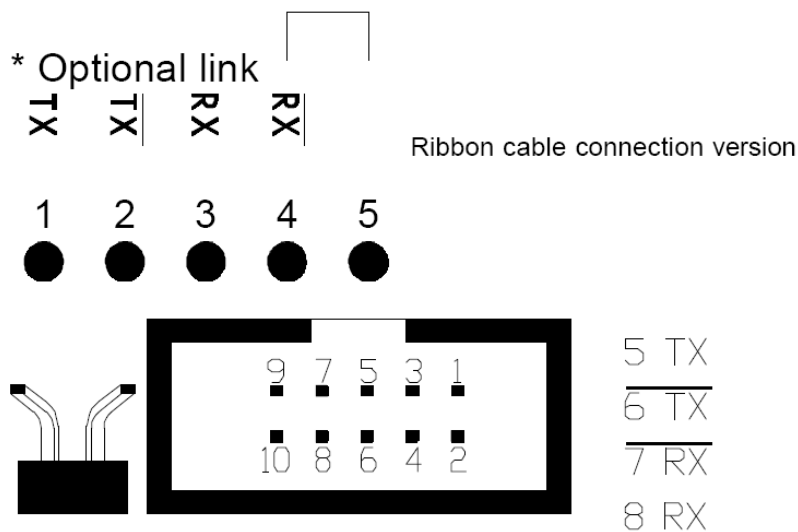 * Optional link
TX TX RX RX
Ribbon cable connection version
1 2 3 4 5
9 7 5 3 1
10 8 6 4 2
5 TX
6 TX
7 RX
8 RX